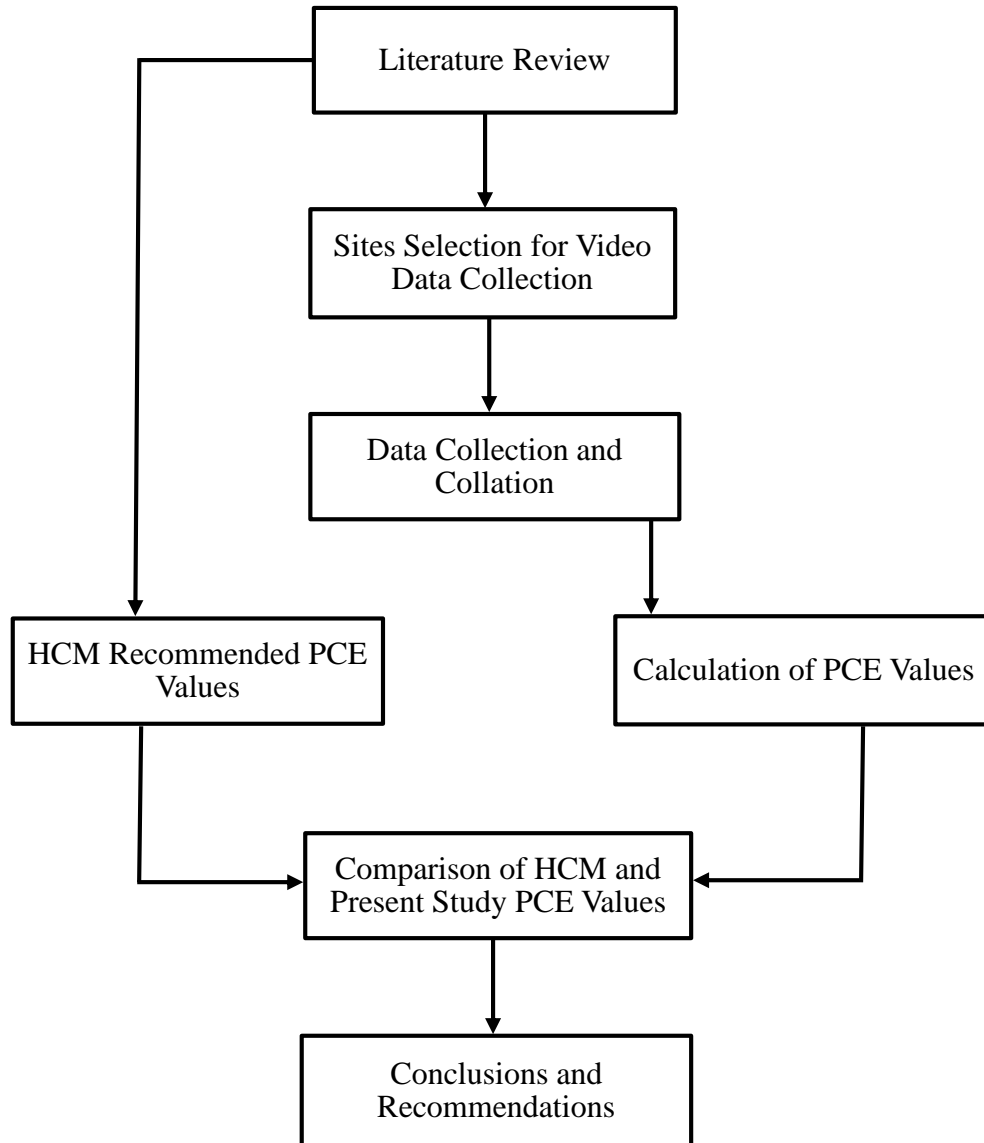 Literature Review
Sites Selection for Video
Data Collection
Data Collection and
Collation
HCM Recommended PCE
Values
Calculation of PCE Values
Comparison of HCM and
Present Study PCE Values
Conclusions and
Recommendations